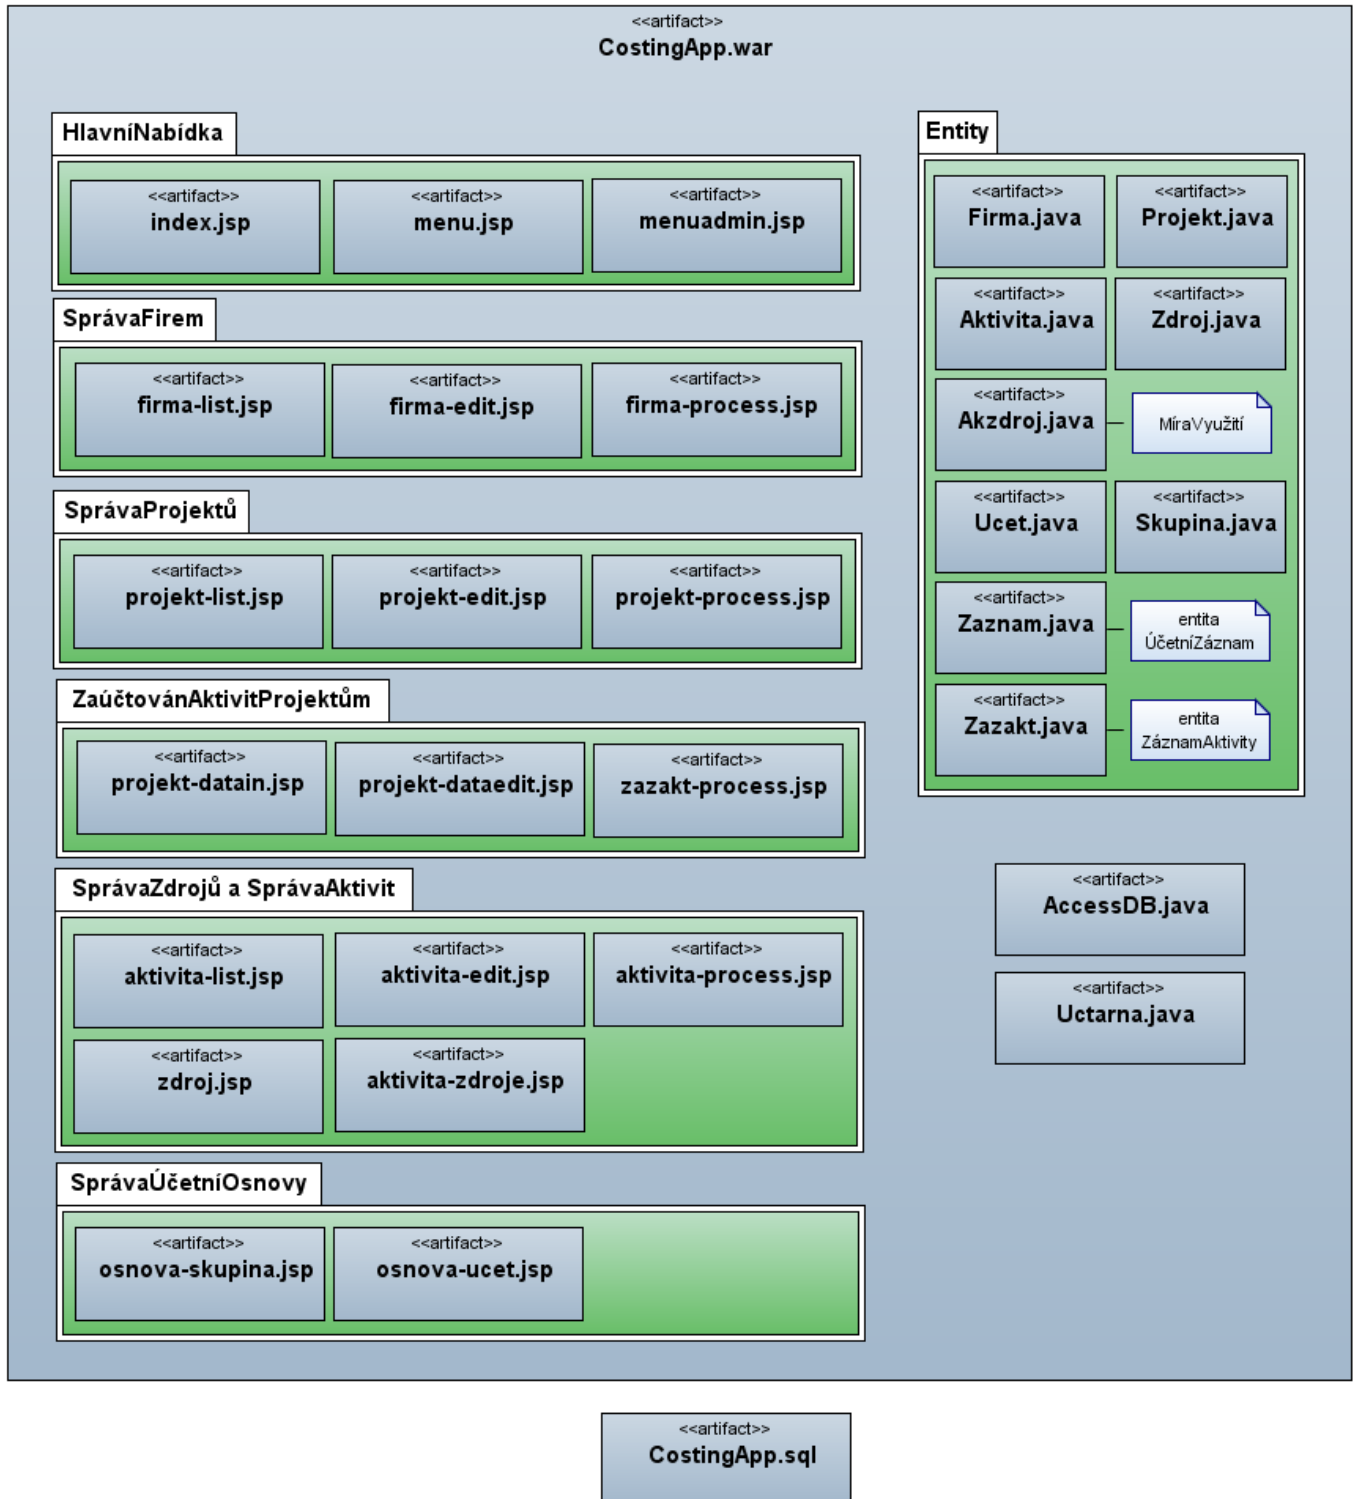 <<artifact>>
CostingApp.war
HlavníNabídka
<<artifact>>
index.jsp
<<artifact>>
menu.jsp
<<artifact>>
menuadmin.jsp
SprávaFirem
<<artifact>>
firma-list.jsp
<<artifact>>
firma-edit.jsp
<<artifact>>
firma-process.jsp
SprávaProjektů
<<artifact>>
projekt-list.jsp
<<artifact>>
projekt-edit.jsp
<<artifact>>
projekt-process.jsp
ZaúčtovánAktivitProjektům
<<artifact>>
projekt-datain.jsp
<<artifact>>
projekt-dataedit.jsp
<<artifact>>
zazakt-process.jsp
SprávaZdrojů a SprávaAktivit
<<artifact>>
aktivita-list.jsp
<<artifact>>
aktivita-edit.jsp
<<artifact>>
aktivita-process.jsp
<<artifact>>
zdroj.jsp
<<artifact>>
aktivita-zdroje.jsp
SprávaÚčetníOsnovy
<<artifact>>
osnova-skupina.jsp
<<artifact>>
osnova-ucet.jsp
Entity
<<artifact>>
Firma.java
<<artifact>>
Projekt.java
<<artifact>>
Aktivita.java
<<artifact>>
Zdroj.java
<<artifact>>
Akzdroj.java
MíraVyužití
<<artifact>>
Ucet.java
<<artifact>>
Skupina.java
<<artifact>>
Zaznam.java
entita
ÚčetníZáznam
<<artifact>>
Zazakt.java
entita
ZáznamAktivity
<<artifact>>
AccessDB.java
<<artifact>>
Uctarna.java
<<artifact>>
CostingApp.sql